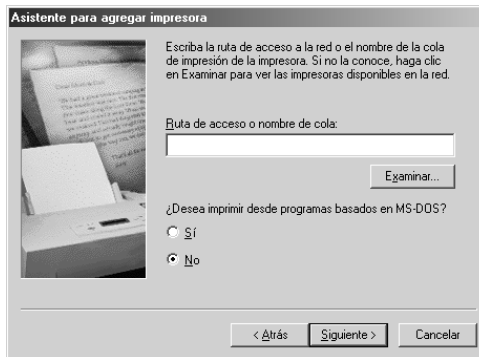 Asistente para agregar impresora
Escriba la ruta de acceso a la red o el nombre de la cola
de impresión de la impresora. Si no la conoce, haga clic
en Examinar para ver las impresoras disponibles en la red.
Ruta de acceso o nombre de cola:
Examinar...
¿Desea imprimir desde programas basados en MS-DOS?
Sí
No
< Atrás
Siguiente >
Cancelar